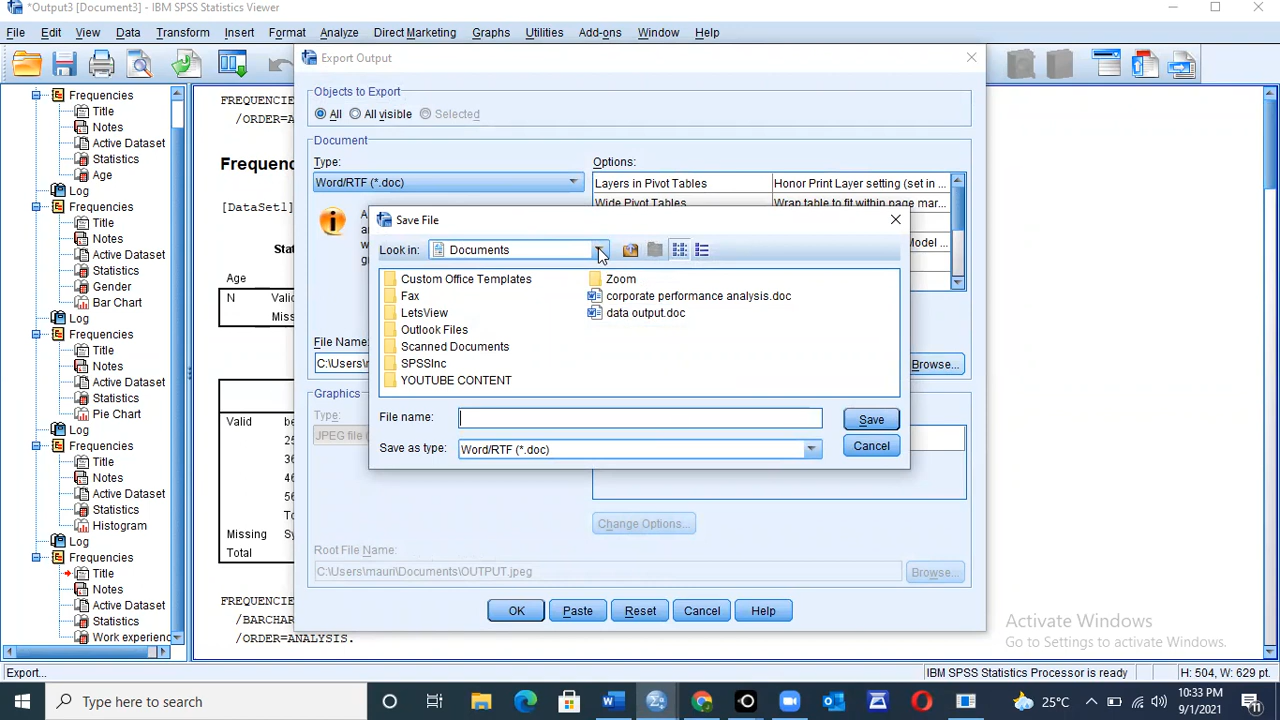 *Output3 [Document3] - IBM SPSS Statistics Viewer
File Edit View Data Transform Insert Format Analyze Direct Marketing Graphs Utilities Add-ons Window Help
Export Output
Frequencies
Title
Notes
Active Dataset
Statistics
Age
Log
Frequencies
Title
Notes
Active Dataset
Statistics
Gender
Bar Chart
Log
Frequencies
Title
Notes
Active Dataset
Statistics
Pie Chart
Log
Frequencies
Title
Notes
Active Dataset
Statistics
Histogram
Log
Frequencies
Title
Notes
Active Dataset
Statistics
Work experienc
FREQUENCIE
/ORDER=A
Frequenc
[DataSet1]
Stat
Age
N Valid
Miss
Valid be
25
36
46
56
To
Missing Sy
Total
FREQUENCIE
/BARCHAR
/ORDER=ANALYSIS.
Objects to Export
All All visible Selected
Document
Type:
Word/RTF (*.doc)
Options:
Layers in Pivot Tables Honor Print Layer setting (set in ...
Wide Pivot Tables Wrap table to fit within page mar...
Model ...
File Name:
C:\Users\m
Browse...
Graphics
Type:
JPEG file (
Change Options...
Root File Name:
C:\Users\mauri\Documents\OUTPUT.jpeg
Browse...
OK Paste Reset Cancel Help
Save File
Look in: Documents
Custom Office Templates
Fax
LetsView
Outlook Files
Scanned Documents
SPSSInc
YOUTUBE CONTENT
Zoom
corporate performance analysis.doc
data output.doc
File name:
Save
Save as type: Word/RTF (*.doc)
Cancel
Activate Windows
Go to Settings to activate Windows.
Export... IBM SPSS Statistics Processor is ready H: 504, W: 629 pt.
Type here to search
25°C
10:33 PM
9/1/2021
11